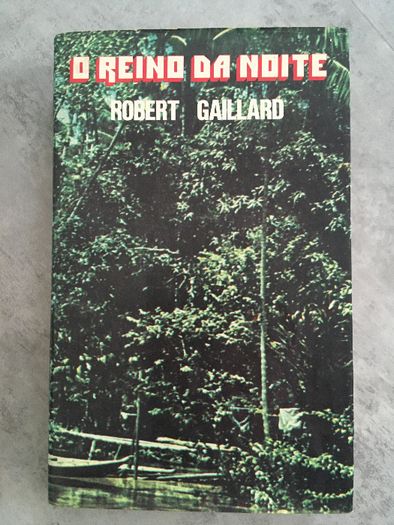 O REINO DA NOITE
ROBERT GAILLARD